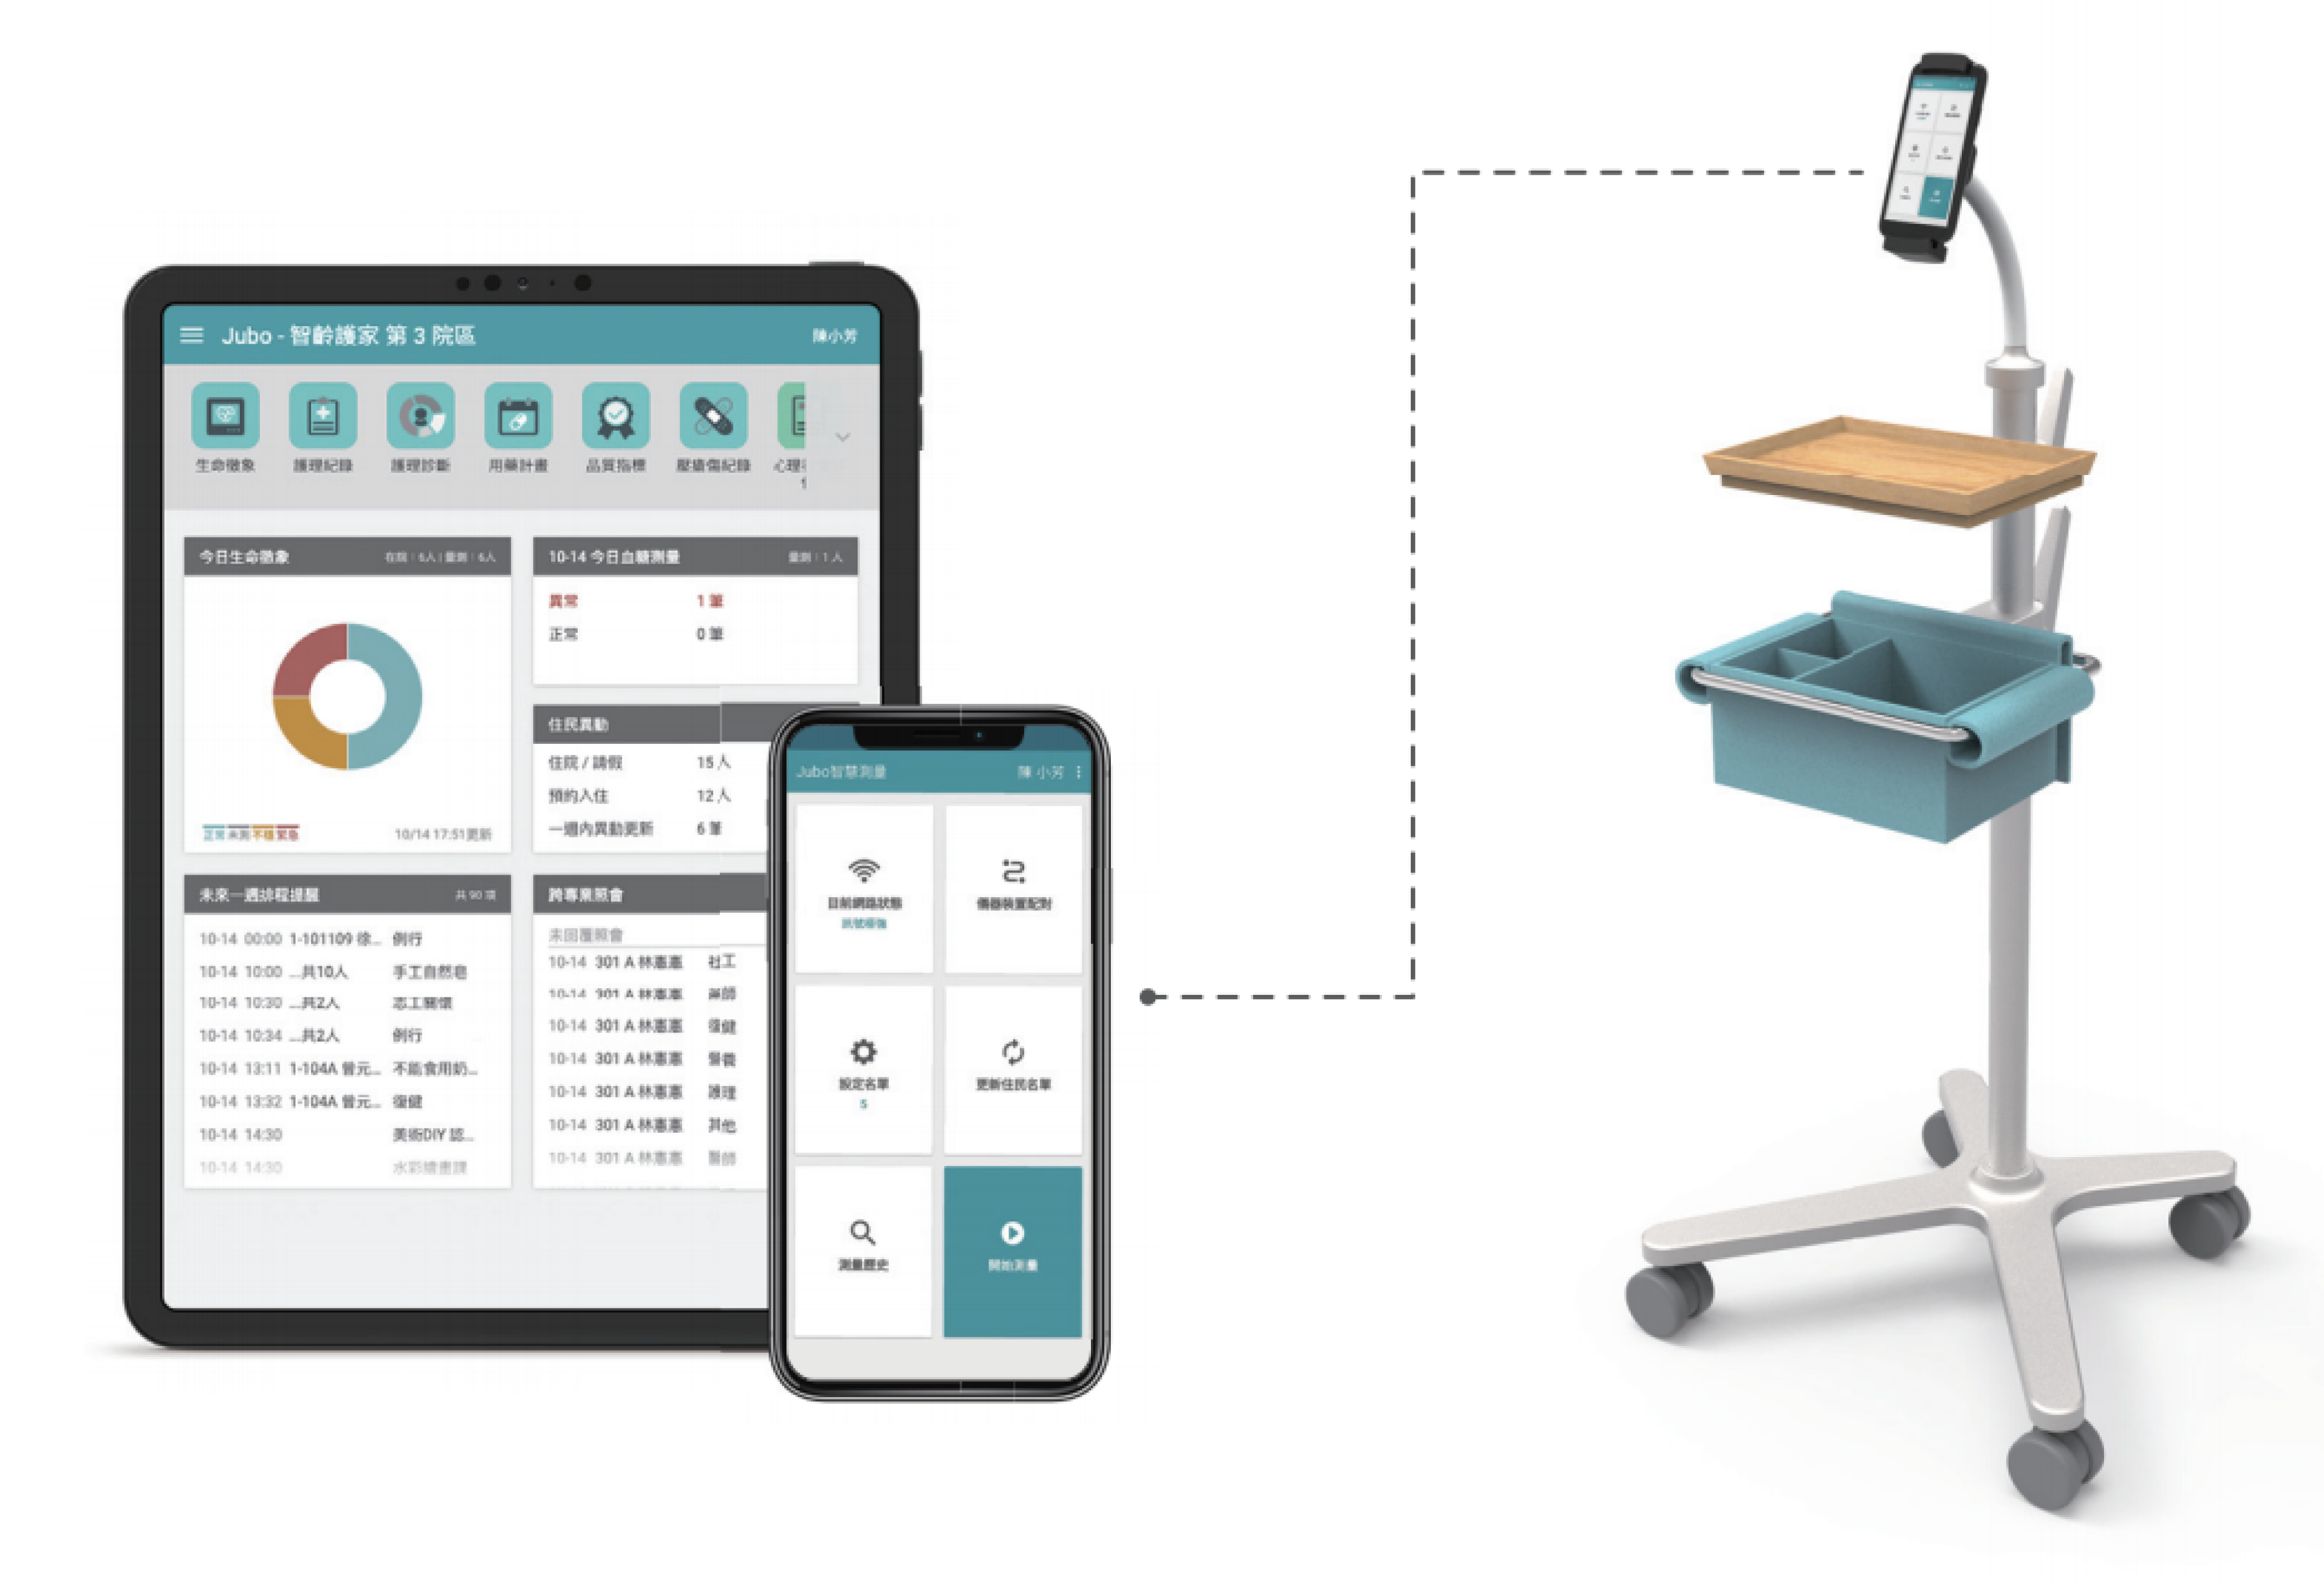 Jubo - 智齡護家 第 3 院區
陳小芳
生命徵象
護理紀錄
護理診斷
用藥計畫
品質指標
壓瘡傷紀錄
心理
今日生命徵象
在院：6人 | 量測：6人
正常 未測 不穩 緊急
10/14 17:51更新
10-14 今日血糖測量
量測：1 人
異常 1 筆
正常 0 筆
住民異動
住院 / 請假 15 人
預約入住 12 人
一週內異動更新 6 筆
未來一週排程提醒
共 90 項
10-14 00:00 1-101109 徐... 例行
10-14 10:00 ...共10人 手工自然皂
10-14 10:30 ...共2人 志工關懷
10-14 10:34 ...共2人 例行
10-14 13:11 1-104A 曾元... 不能食用奶...
10-14 13:32 1-104A 曾元... 復健
10-14 14:30 美術DIY 認...
10-14 14:30 水彩繪畫課
跨專業照會
未回覆照會
10-14 301 A 林惠惠 社工
10-14 301 A 林惠惠 藥師
10-14 301 A 林惠惠 復健
10-14 301 A 林惠惠 營養
10-14 301 A 林惠惠 護理
10-14 301 A 林惠惠 其他
10-14 301 A 林惠惠 醫師
Jubo智慧測量
陳 小芳
目前網路狀態
訊號極強
儀器裝置配對
設定名單
5
更新住民名單
測量歷史
開始測量